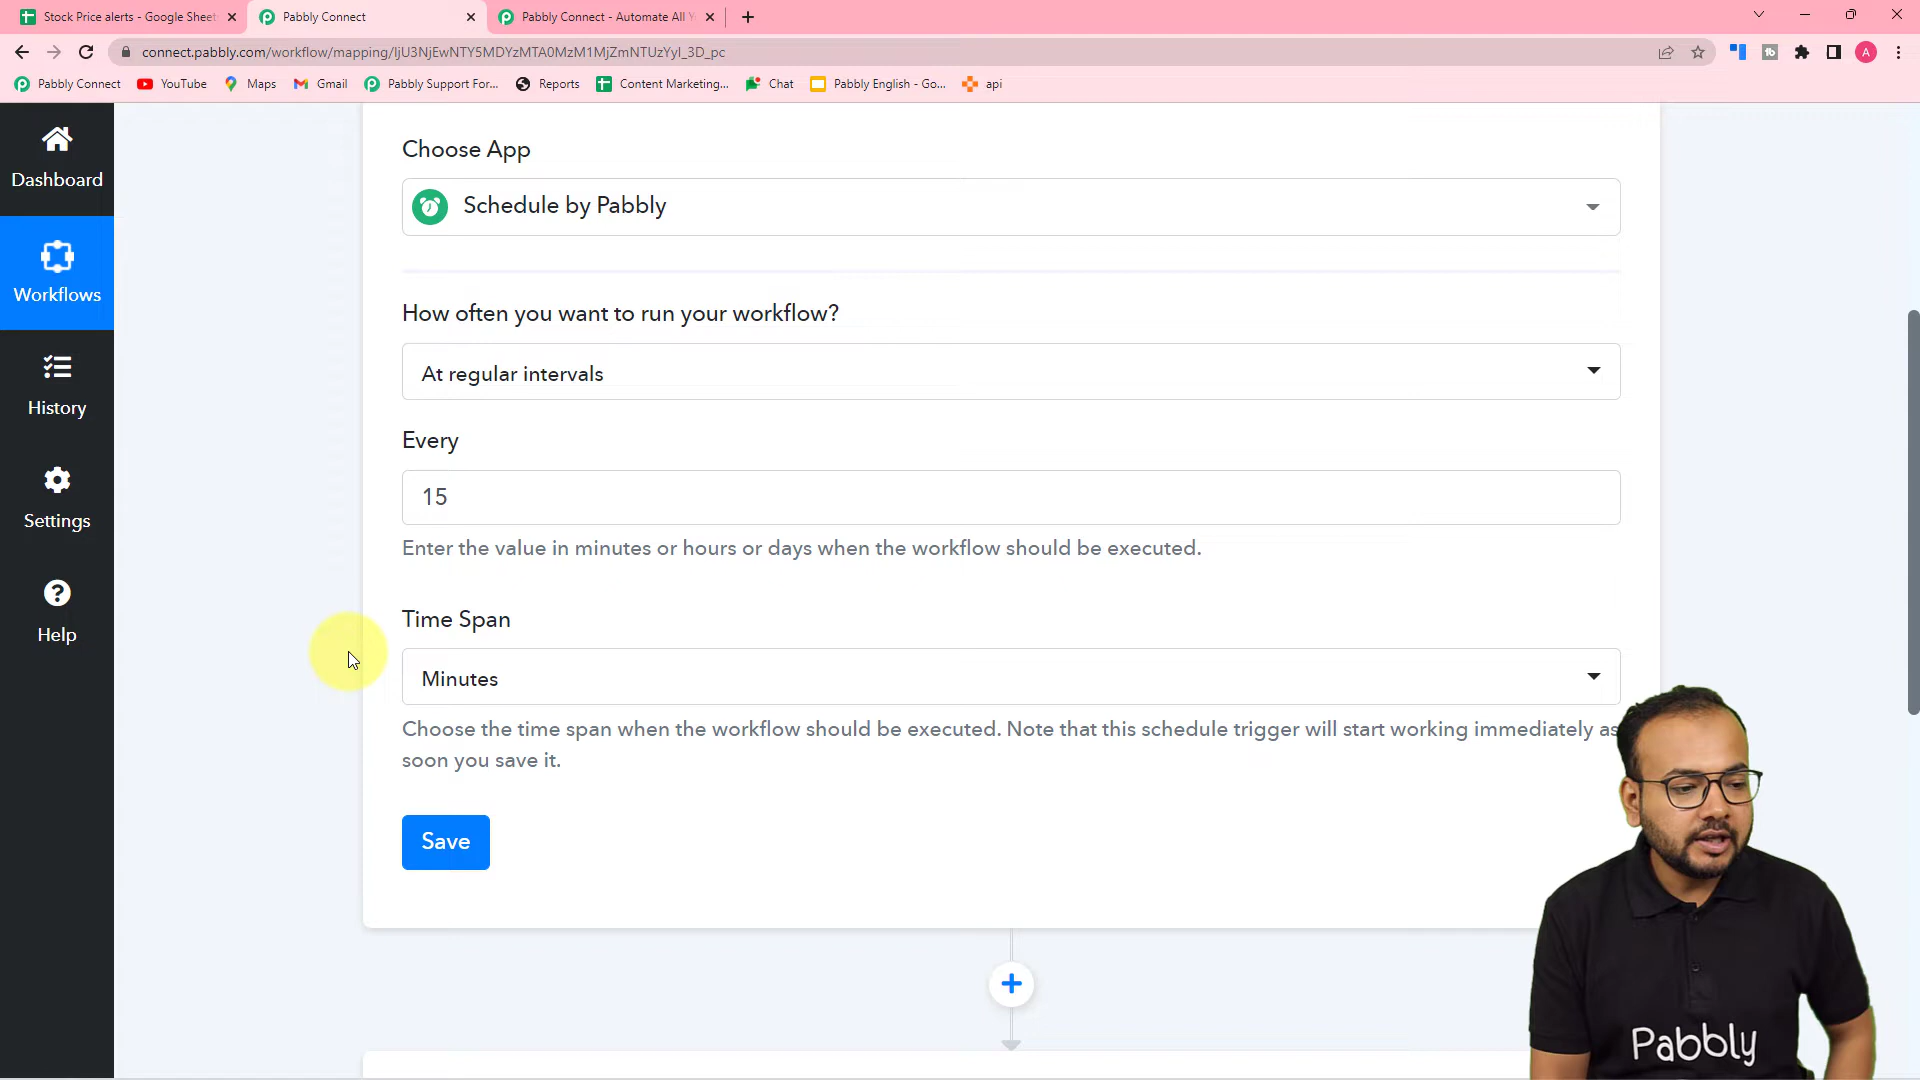 Stock Price alerts - Google Sheet
Pabbly Connect
Pabbly Connect - Automate All Y
connect.pabbly.com/workflow/mapping/IjU3NjEwNTY5MDYzMTA0MzM1MjZmNTUzYyI_3D_pc
A
Pabbly Connect
YouTube
Maps
Gmail
Pabbly Support For...
Reports
Content Marketing...
Chat
Pabbly English - Go...
api
Dashboard
Workflows
History
Settings
Help
Choose App
Schedule by Pabbly
How often you want to run your workflow?
At regular intervals
Every
15
Enter the value in minutes or hours or days when the workflow should be executed.
Time Span
Minutes
Choose the time span when the workflow should be executed. Note that this schedule trigger will start working immediately as
soon you save it.
Save
Pabbly